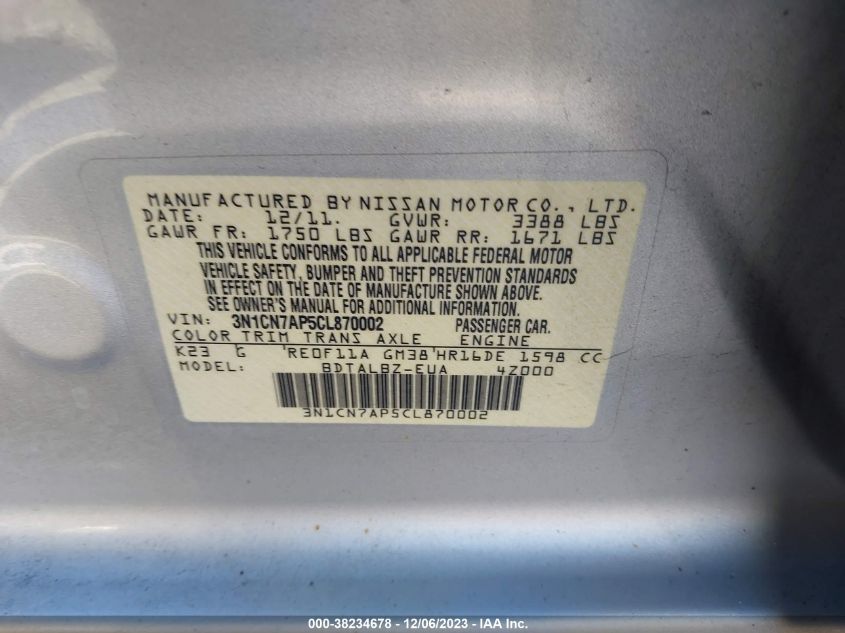 MANUFACTURED BY NISSAN MOTOR CO., LTD.
DATE: 12/11. GVWR: 3388 LBS
GAWR FR: 1750 LBS GAWR RR: 1671 LBS
THIS VEHICLE CONFORMS TO ALL APPLICABLE FEDERAL MOTOR
VEHICLE SAFETY, BUMPER AND THEFT PREVENTION STANDARDS
IN EFFECT ON THE DATE OF MANUFACTURE SHOWN ABOVE.
SEE OWNER'S MANUAL FOR ADDITIONAL INFORMATION.
VIN: 3N1CN7AP5CL870002 PASSENGER CAR.
COLOR TRIM TRANS AXLE ENGINE
K23 G 'RE0F11A GM38'HR16DE 1598 CC
MODEL: BDTALBZ-EUA 4Z000
3N1CN7AP5CL870002
000-38234678 - 12/06/2023 - IAA Inc.